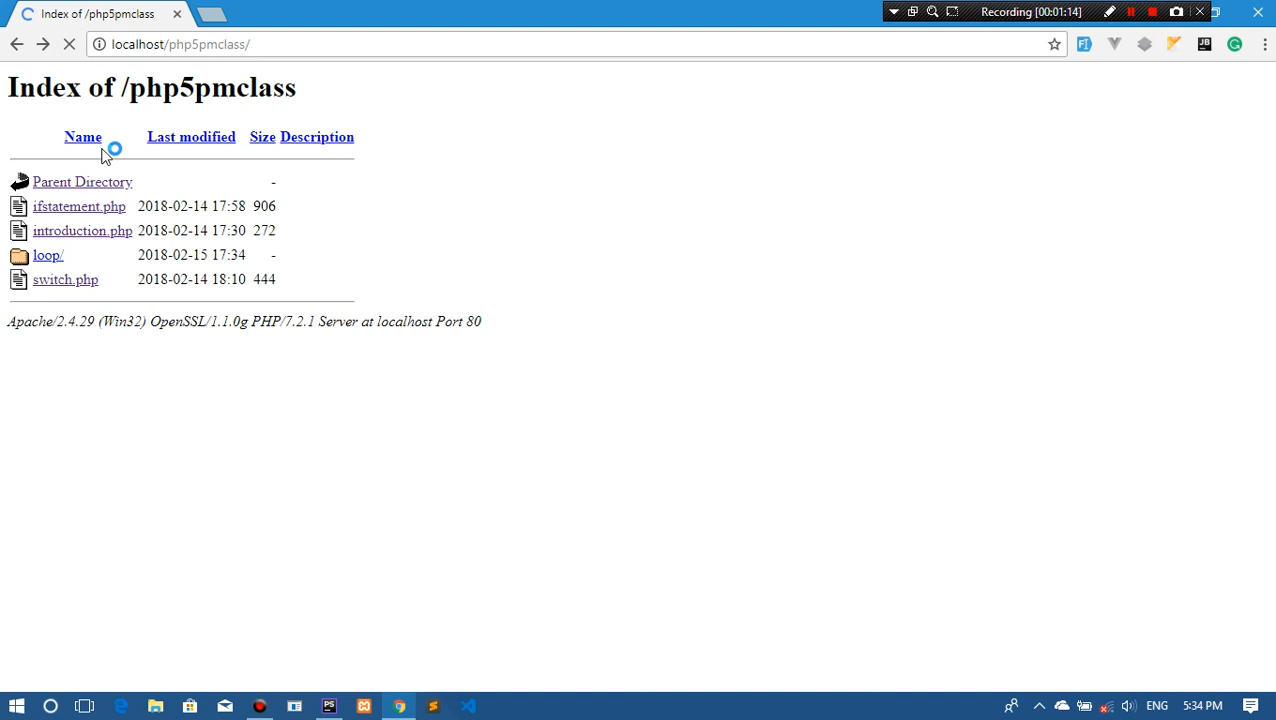 Index of /php5pmclass
Recording [00:01:14]
localhost/php5pmclass/
Index of /php5pmclass
Name Last modified Size Description
Parent Directory -
ifstatement.php 2018-02-14 17:58 906
introduction.php 2018-02-14 17:30 272
loop/ 2018-02-15 17:34 -
switch.php 2018-02-14 18:10 444
Apache/2.4.29 (Win32) OpenSSL/1.1.0g PHP/7.2.1 Server at localhost Port 80
ENG 5:34 PM